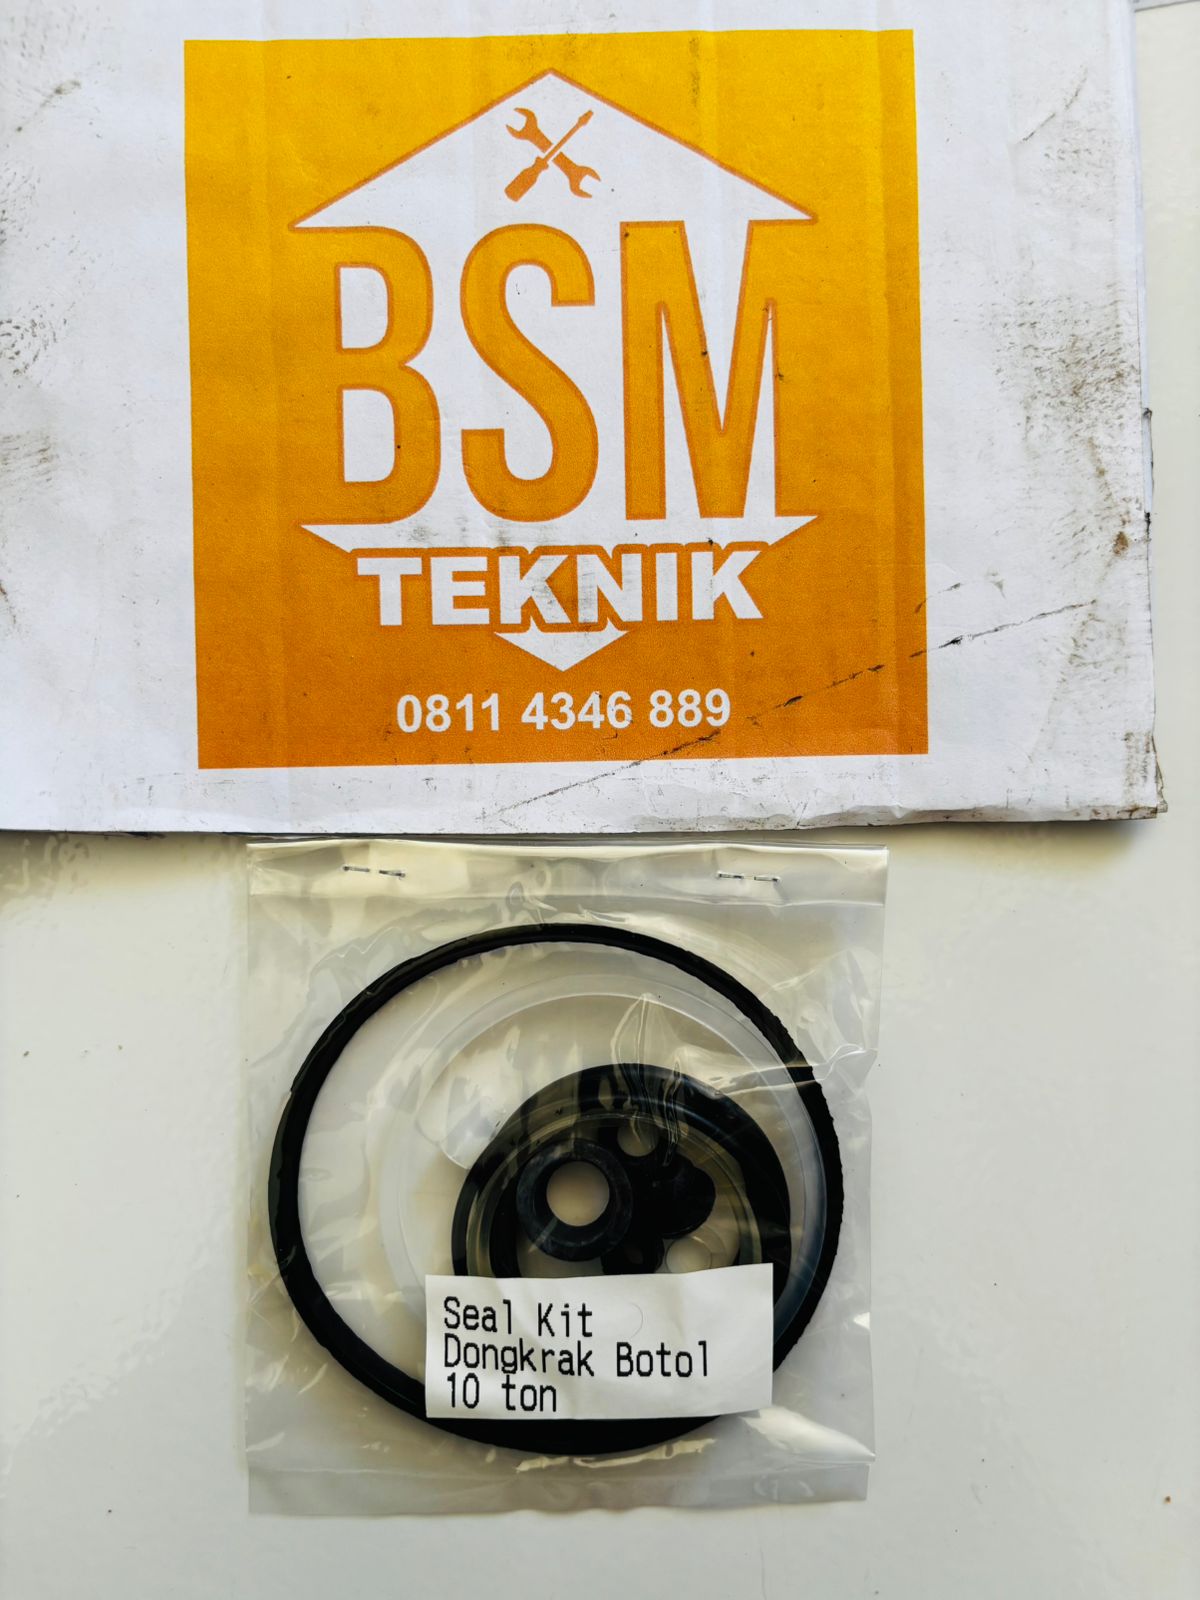 BSM
TEKNIK
0811 4346 889
Seal Kit
Dongkrak Botol
10 ton